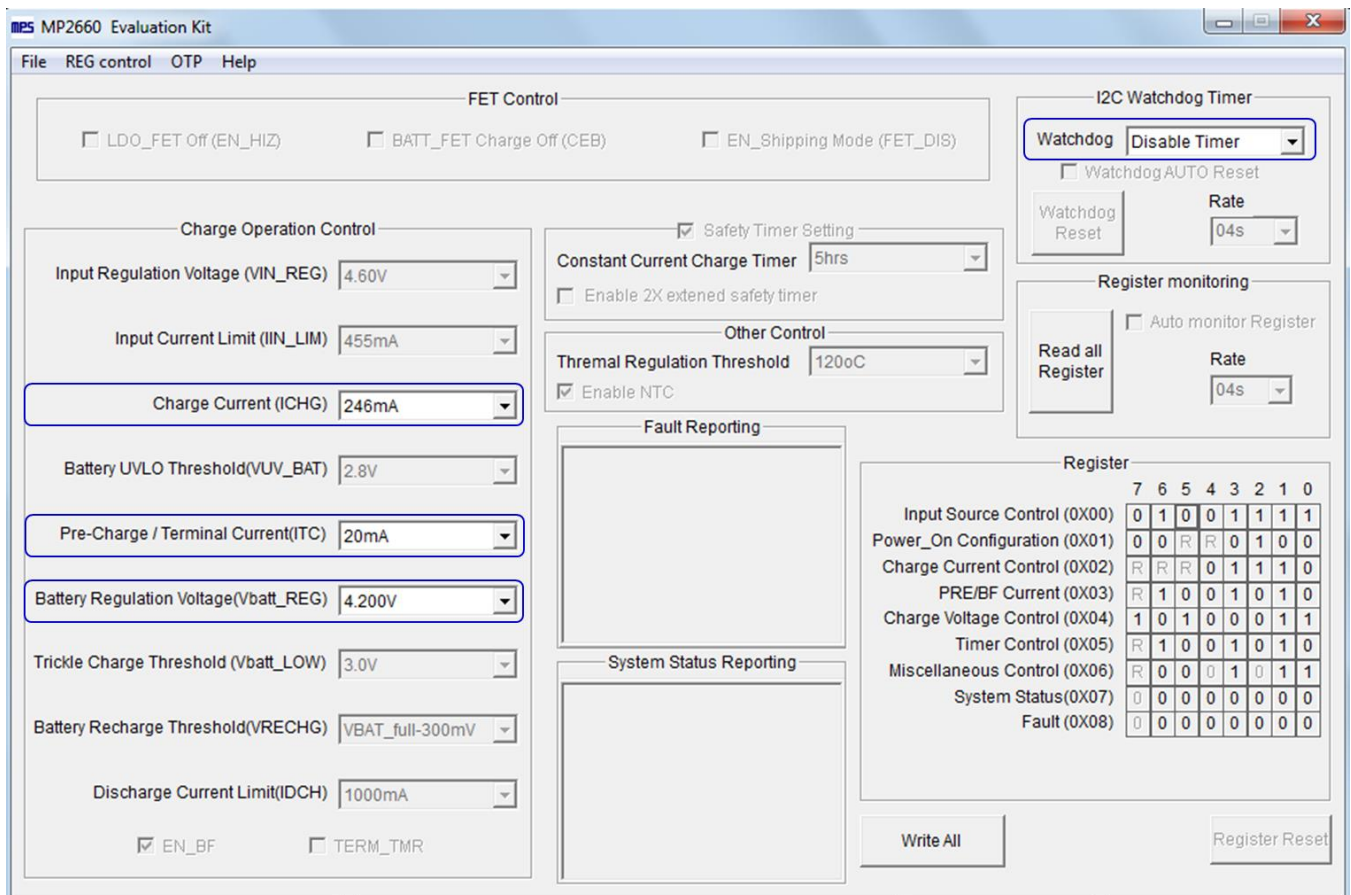 mps MP2660 Evaluation Kit
File REG control OTP Help
FET Control
LDO_FET Off (EN_HIZ) BATT_FET Charge Off (CEB) EN_Shipping Mode (FET_DIS)
I2C Watchdog Timer
Watchdog Disable Timer
Watchdog AUTO Reset
Watchdog Reset
Rate
04s
Charge Operation Control
Input Regulation Voltage (VIN_REG) 4.60V
Input Current Limit (IIN_LIM) 455mA
Charge Current (ICHG) 246mA
Battery UVLO Threshold(VUV_BAT) 2.8V
Pre-Charge / Terminal Current(ITC) 20mA
Battery Regulation Voltage(Vbatt_REG) 4.200V
Trickle Charge Threshold (Vbatt_LOW) 3.0V
Battery Recharge Threshold(VRECHG) VBAT_full-300mV
Discharge Current Limit(IDCH) 1000mA
EN_BF TERM_TMR
Safety Timer Setting
Constant Current Charge Timer 5hrs
Enable 2X extened safety timer
Other Control
Thremal Regulation Threshold 120oC
Enable NTC
Fault Reporting
System Status Reporting
Register monitoring
Read all
Register
Auto monitor Register
Rate
04s
Register
7 6 5 4 3 2 1 0
Input Source Control (0X00) 0 1 0 0 1 1 1 1
Power_On Configuration (0X01) 0 0 R R 0 1 0 0
Charge Current Control (0X02) R R R 0 1 1 1 0
PRE/BF Current (0X03) R 1 0 0 1 0 1 0
Charge Voltage Control (0X04) 1 0 1 0 0 0 1 1
Timer Control (0X05) R 1 0 0 1 0 1 0
Miscellaneous Control (0X06) R 0 0 0 1 0 1 1
System Status(0X07) 0 0 0 0 0 0 0 0
Fault (0X08) 0 0 0 0 0 0 0 0
Write All
Register Reset